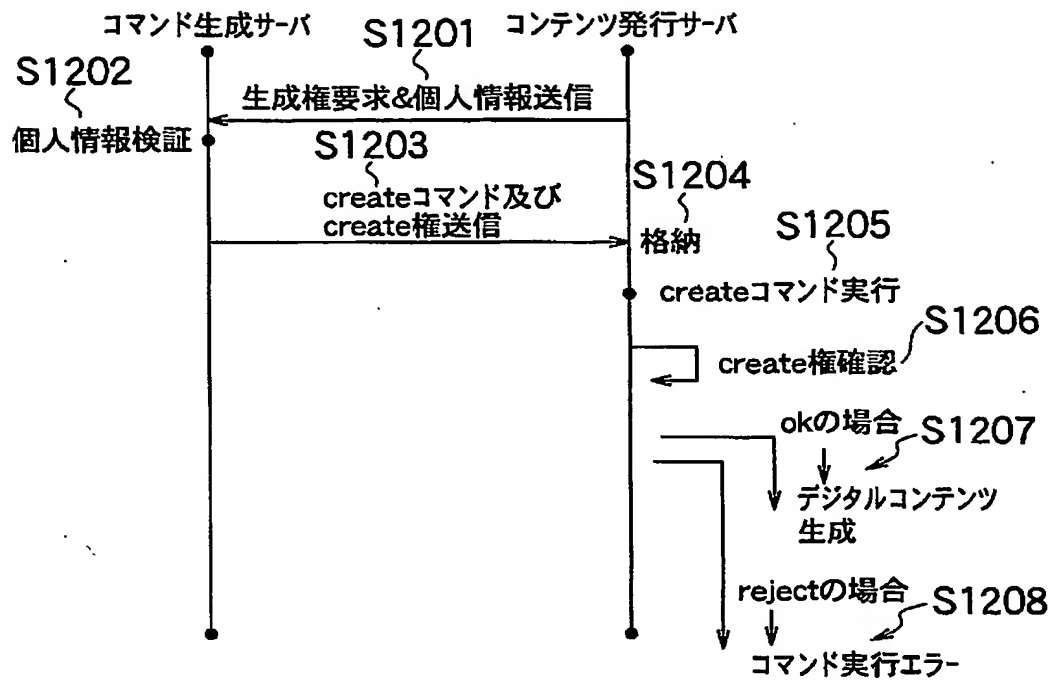 コマンド生成サーバ
コンテンツ発行サーバ
S1201
S1202
生成権要求&個人情報送信
個人情報検証
S1203
createコマンド及び
create権送信
S1204
格納
S1205
createコマンド実行
S1206
create権確認
okの場合
S1207
デジタルコンテンツ
生成
rejectの場合
S1208
コマンド実行エラー